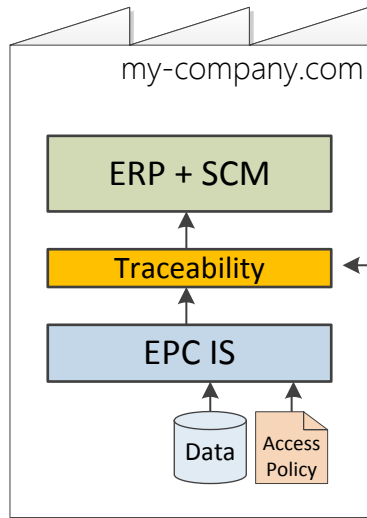 my-company.com
ERP + SCM
Traceability
EPC IS
Data
Access
Policy